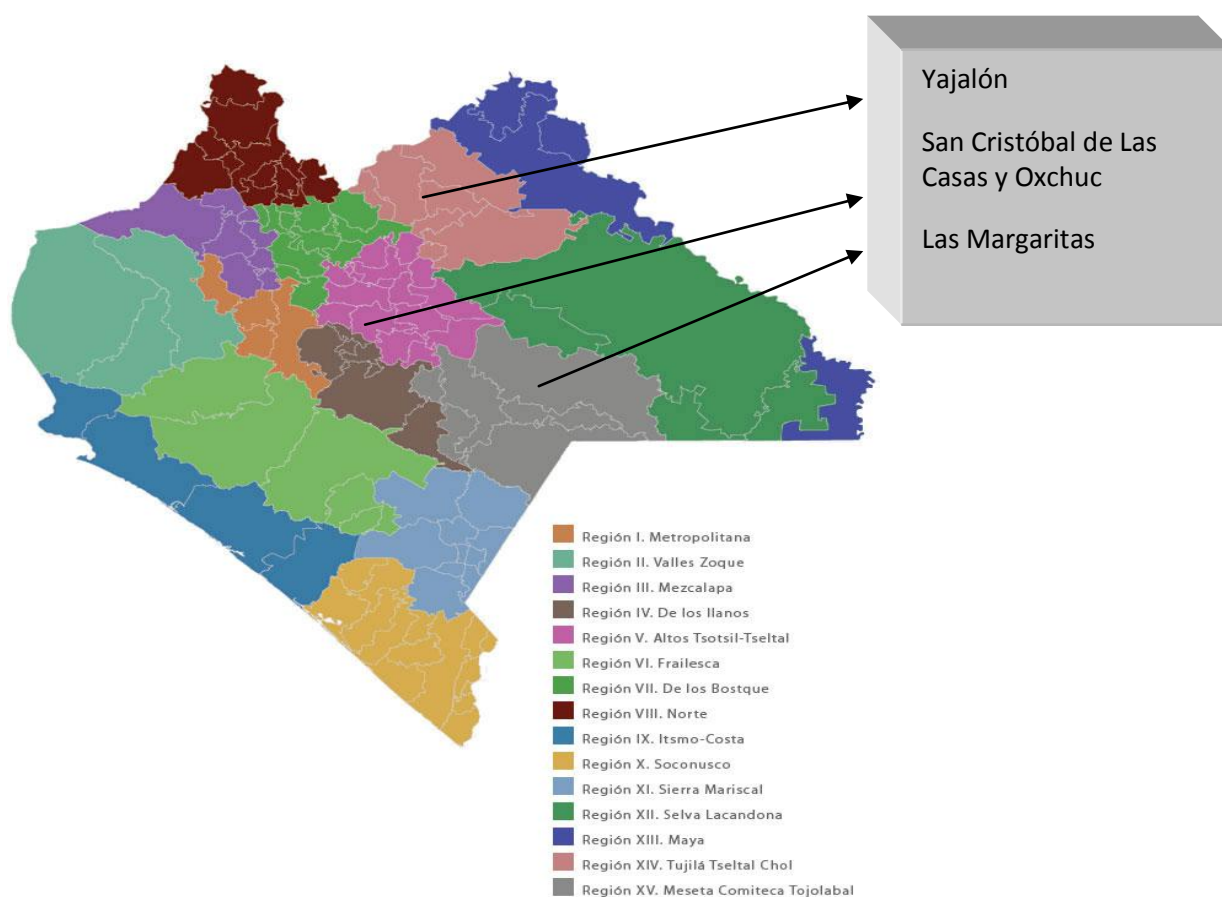 Yajalón
San Cristóbal de Las
Casas y Oxchuc
Las Margaritas
Región I. Metropolitana
Región II. Valles Zoque
Región III. Mezcalapa
Región IV. De los llanos
Región V. Altos Tsotsil-Tseltal
Región VI. Frailesca
Región VII. De los Bostque
Región VIII. Norte
Región IX. Itsmo-Costa
Región X. Soconusco
Región XI. Sierra Mariscal
Región XII. Selva Lacandona
Región XIII. Maya
Región XIV. Tujilá Tseltal Chol
Región XV. Meseta Comiteca Tojolabal